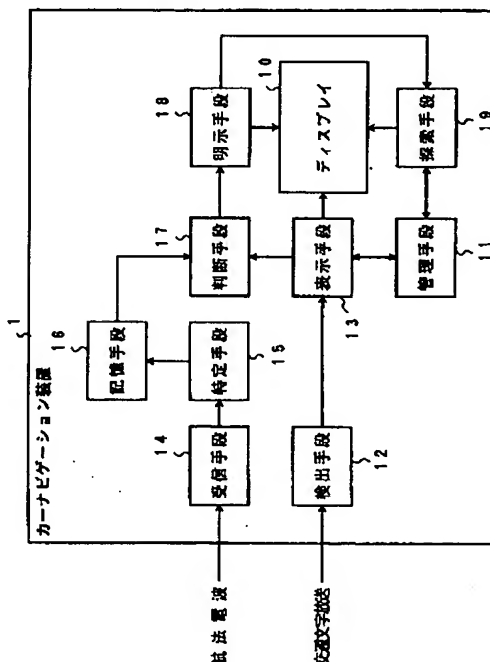 カーナビゲーション装置
1
16
記憶手段
17
判断手段
18
明示手段
14
受信手段
15
特定手段
10
ディスプレイ
電波
検出手段
12
表示手段
13
交通文字放送
管理手段
11
探索手段
19